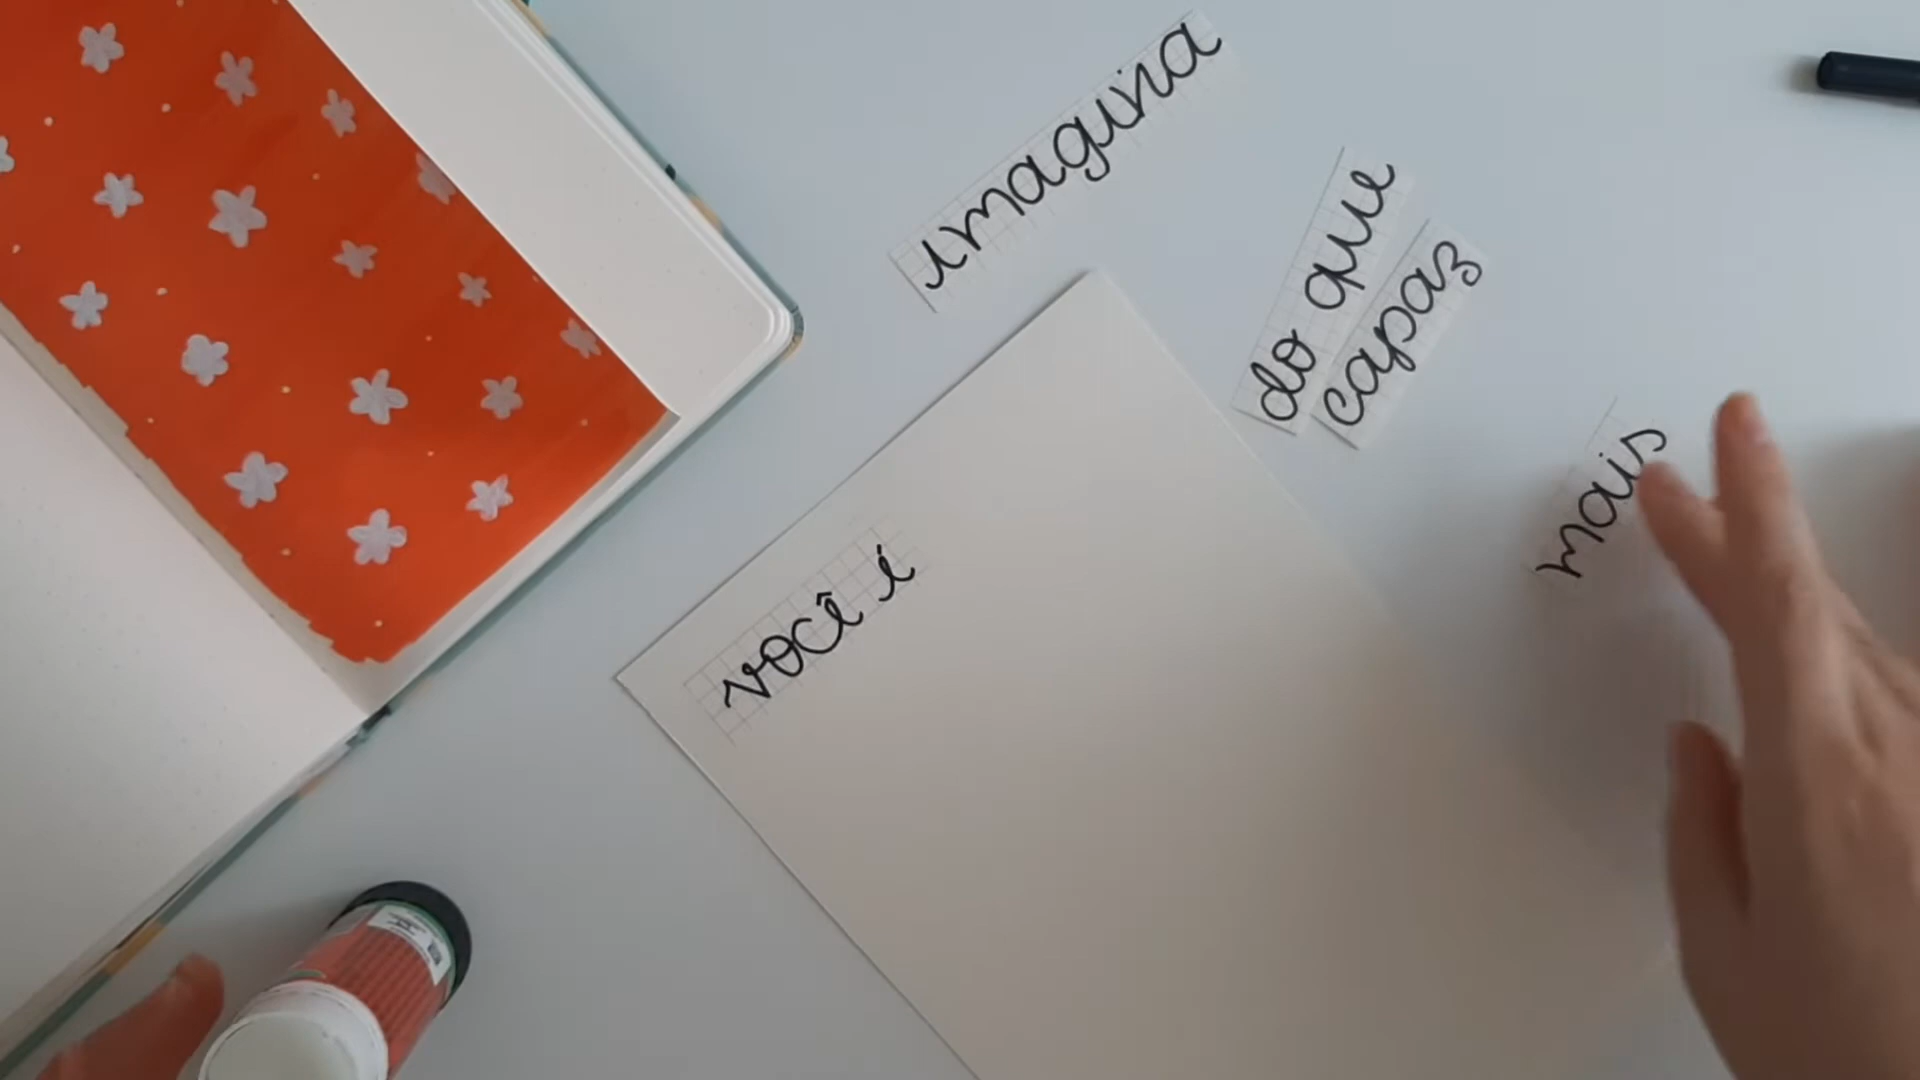 imagina
do que
capaz
mais
você é